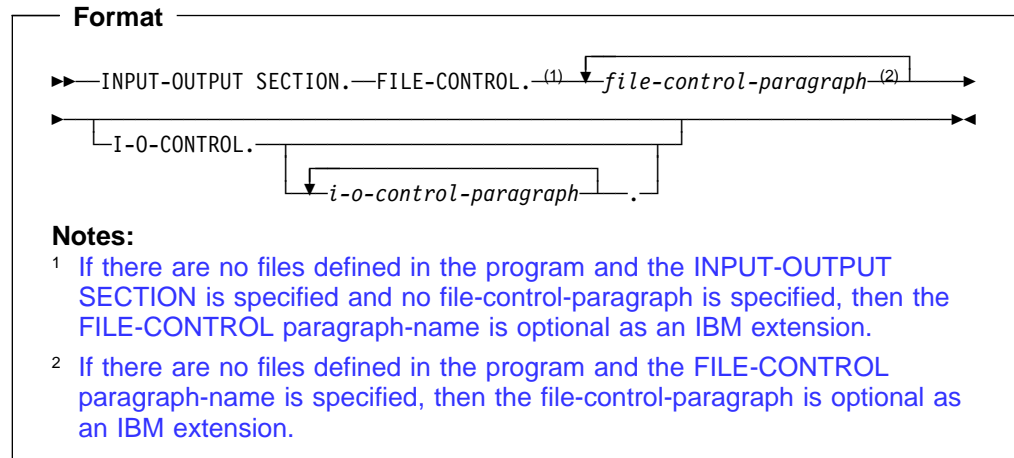 Format
INPUT-OUTPUT SECTION. FILE-CONTROL. (1) file-control-paragraph (2)
I-O-CONTROL.
i-o-control-paragraph .
Notes:
1 If there are no files defined in the program and the INPUT-OUTPUT
SECTION is specified and no file-control-paragraph is specified, then the
FILE-CONTROL paragraph-name is optional as an IBM extension.
2 If there are no files defined in the program and the FILE-CONTROL
paragraph-name is specified, then the file-control-paragraph is optional as
an IBM extension.